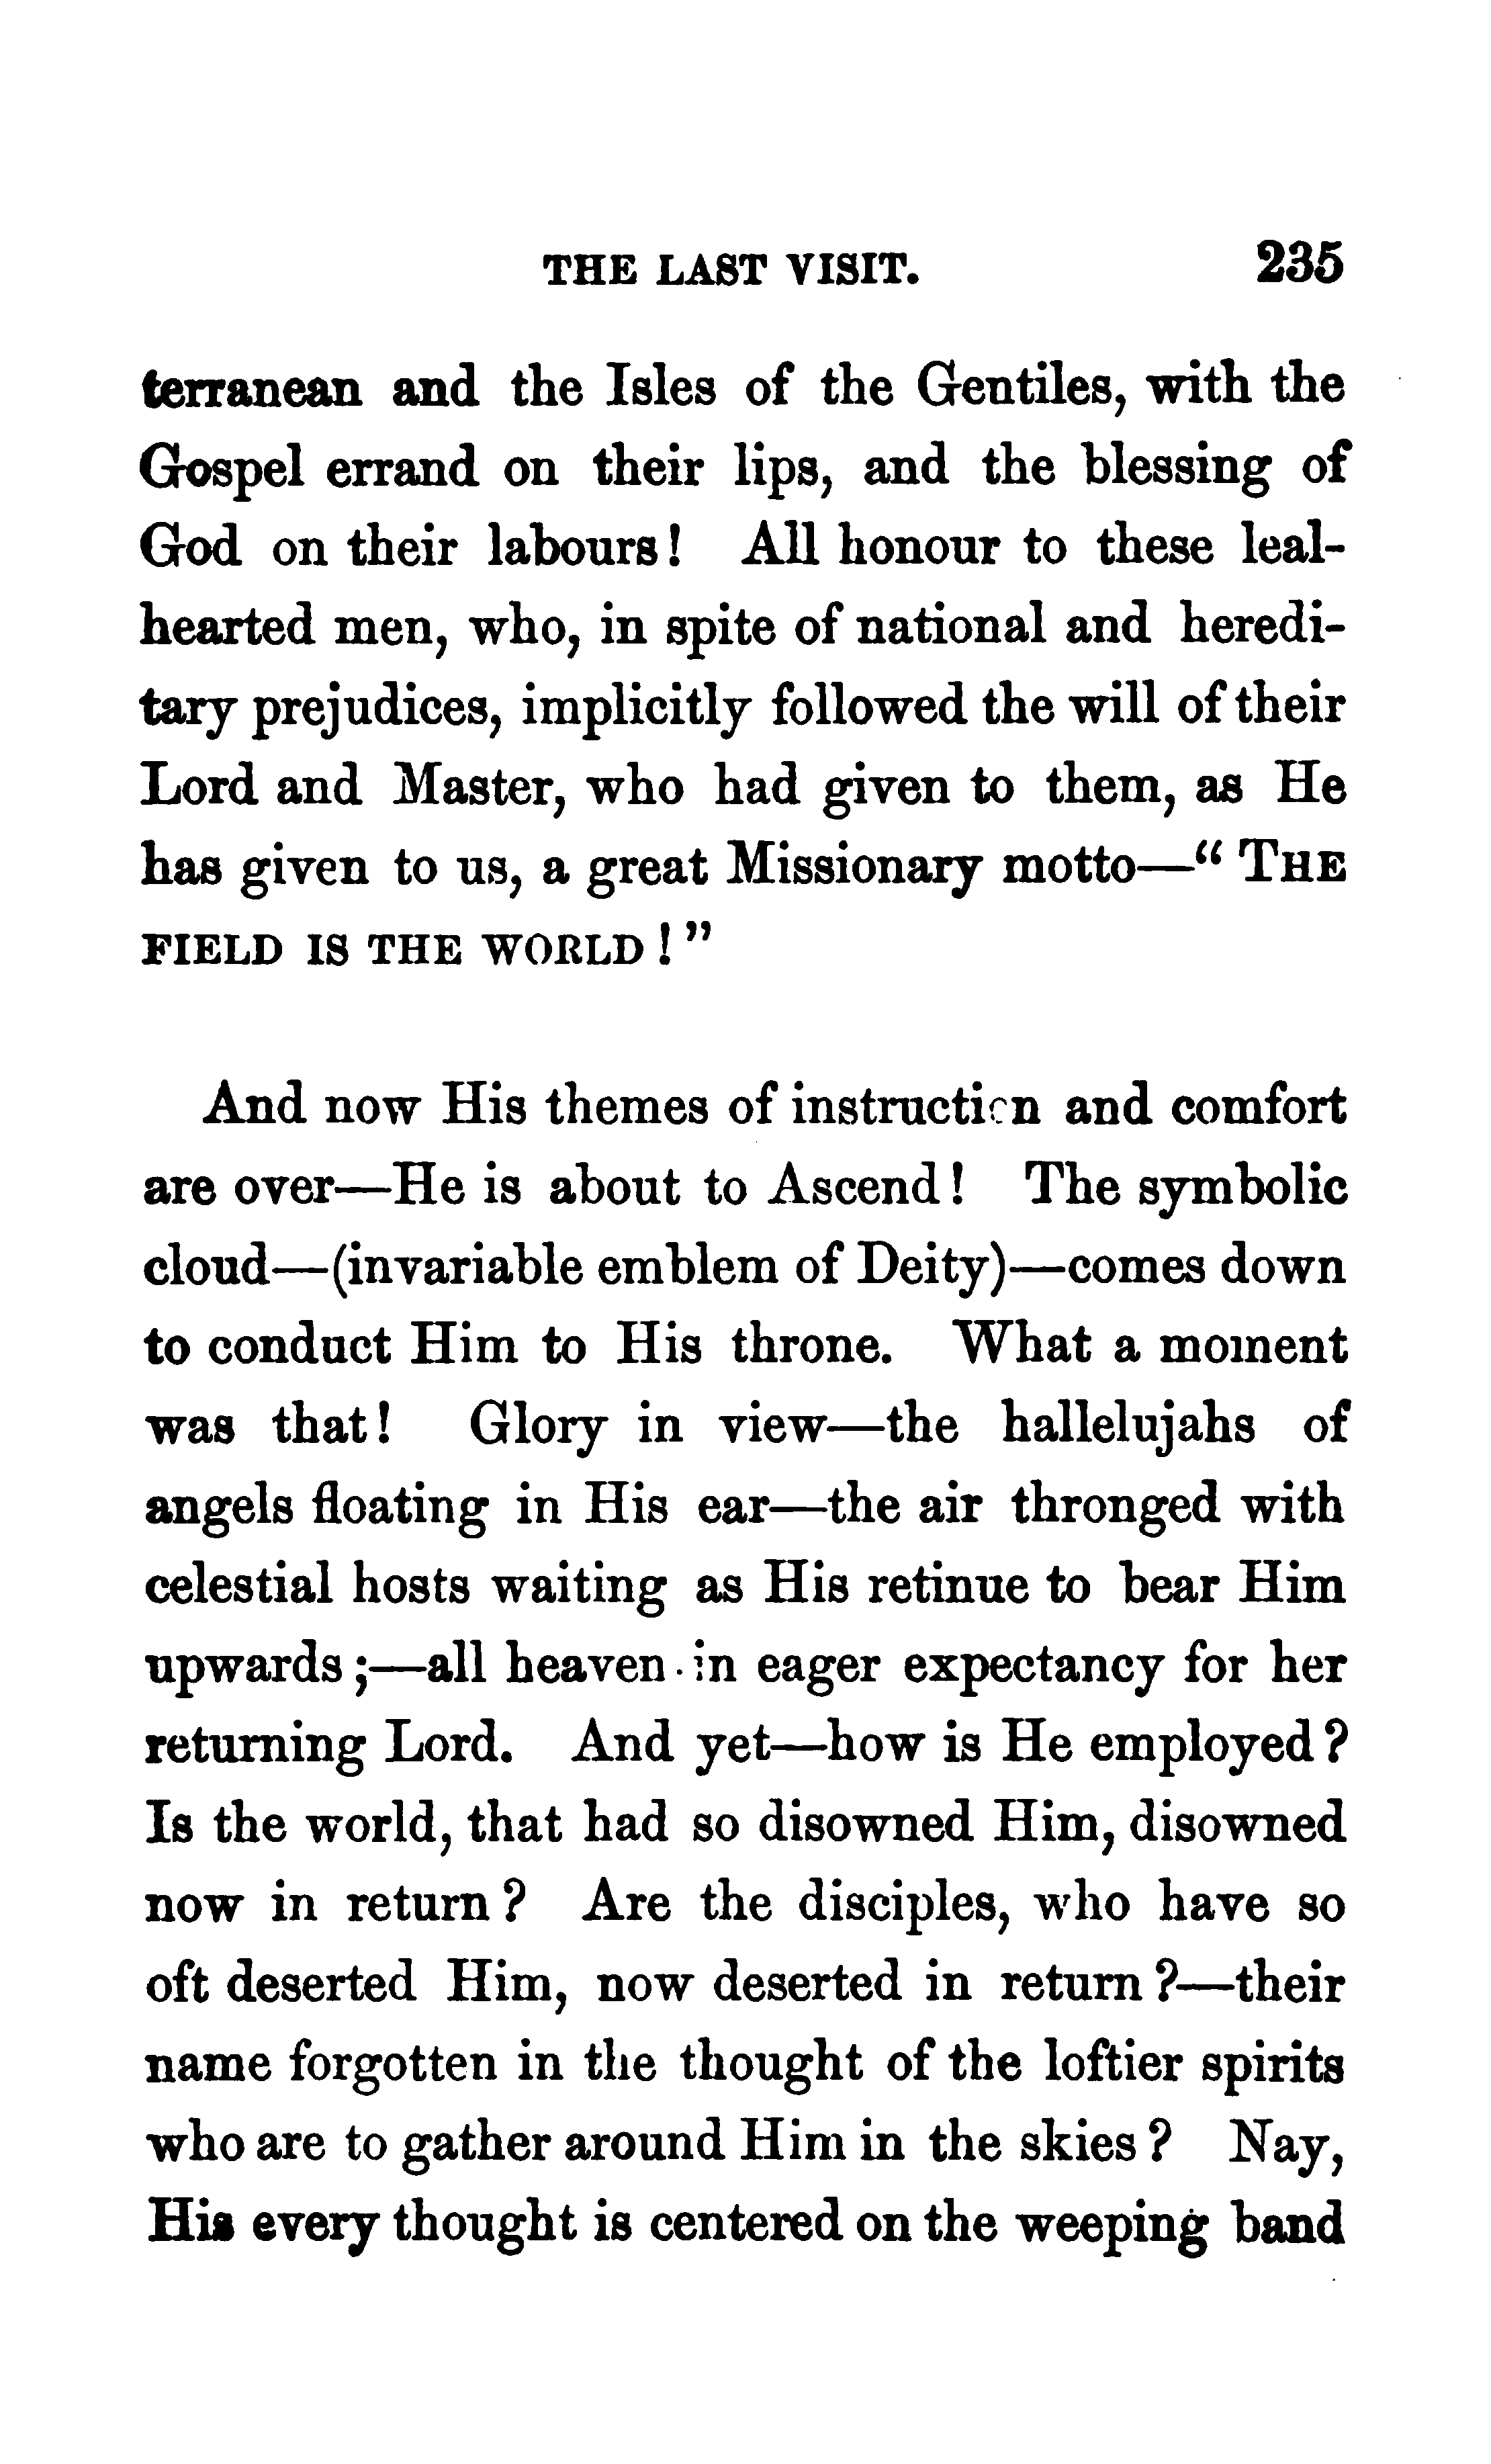 THE LAST VISIT. 235
terranean and the Isles of the Gentiles, with the
Gospel errand on their lips, and the blessing of
God on their labours! All honour to these leal-
hearted men, who, in spite of national and heredi-
tary prejudices, implicitly followed the will of their
Lord and Master, who had given to them, as He
has given to us, a great Missionary motto—“ THE
FIELD IS THE WORLD ! ”
And now His themes of instruction and comfort
are over—He is about to Ascend! The symbolic
cloud—(invariable emblem of Deity)—comes down
to conduct Him to His throne. What a moment
was that! Glory in view—the hallelujahs of
angels floating in His ear—the air thronged with
celestial hosts waiting as His retinue to bear Him
upwards ;—all heaven in eager expectancy for her
returning Lord. And yet—how is He employed ?
Is the world, that had so disowned Him, disowned
now in return ? Are the disciples, who have so
oft deserted Him, now deserted in return ?—their
name forgotten in the thought of the loftier spirits
who are to gather around Him in the skies ? Nay,
His every thought is centered on the weeping band